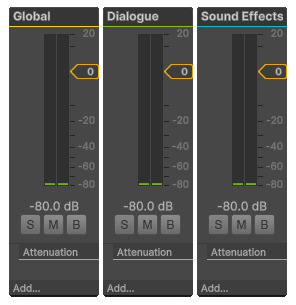 Global
20
0
-20
-40
-60
-80
-80.0 dB
S M B
Attenuation
Add...
Dialogue
20
0
-20
-40
-60
-80
-80.0 dB
S M B
Attenuation
Add...
Sound Effects
20
0
-20
-40
-60
-80
-80.0 dB
S M B
Attenuation
Add...